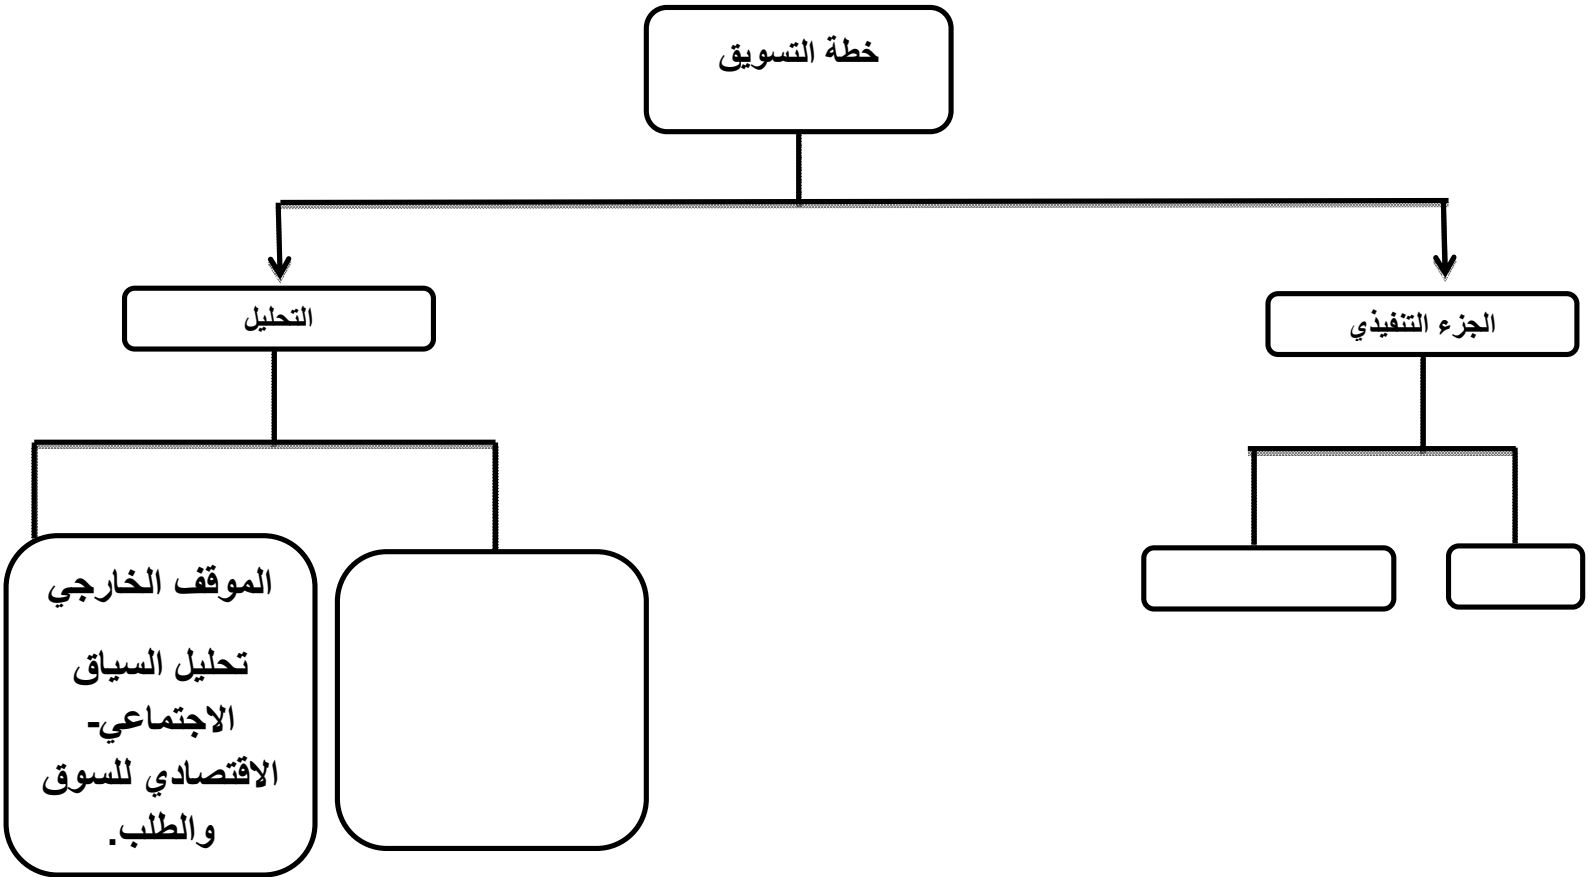 خطة التسويق
الجزء التنفيذي
التحليل
الموقف الخارجي
تحليل السياق
الاجتماعي-
الاقتصادي للسوق
والطلب.